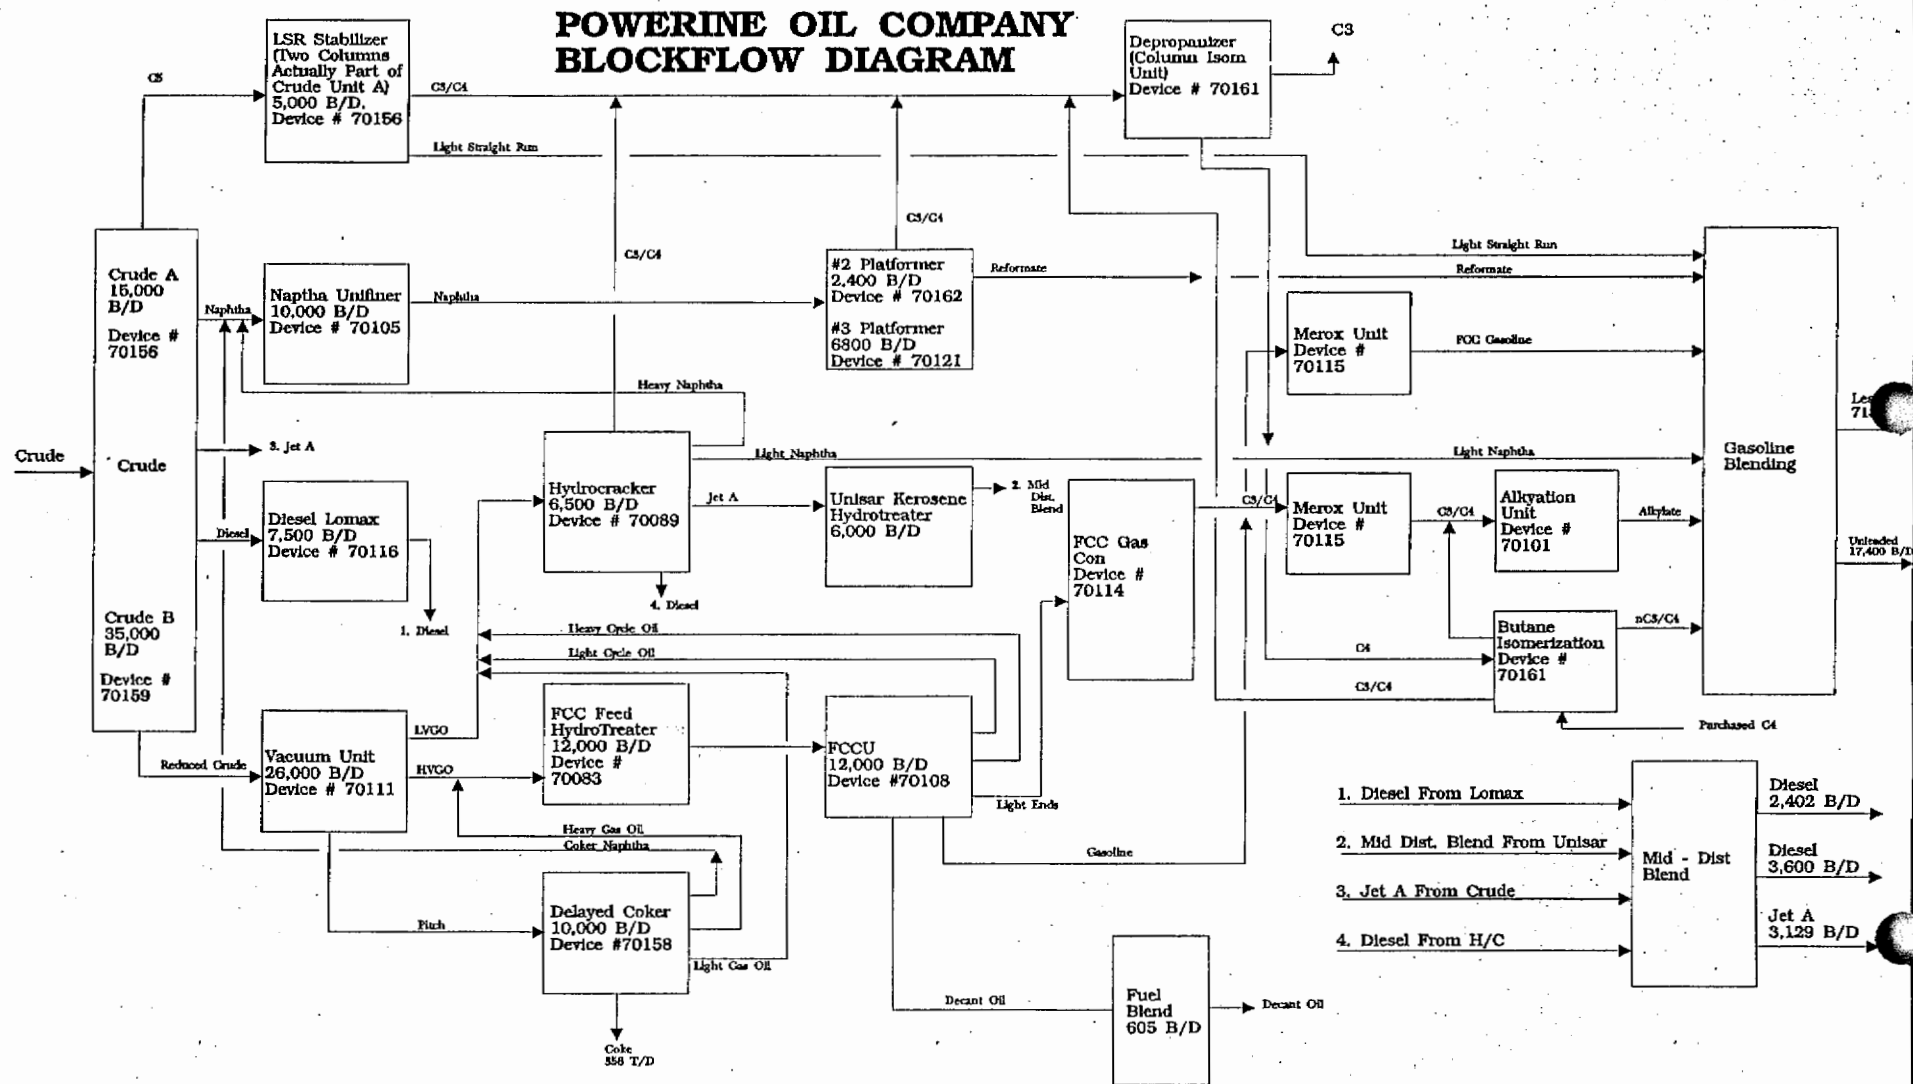 POWERINE OIL COMPANY
BLOCKFLOW DIAGRAM
LSR Stabilizer
(Two Columns
Actually Part of
Crude Unit A)
5,000 B/D.
Device # 70156
Depropanizer
(Column Isom
Unit)
Device # 70161
C3
C5
C3/C4
Light Straight Run
Crude A
15,000
B/D
Device #
70156
Crude
Crude
Crude B
35,000
B/D
Device #
70159
Naphtha
Naptha Unifiner
10,000 B/D
Device # 70105
Naphtha
C3/C4
C3/C4
#2 Platformer
2,400 B/D
Device # 70162
#3 Platformer
6800 B/D
Device # 70121
Reformate
Light Straight Run
Reformate
Merox Unit
Device #
70115
FCC Gasoline
Heavy Naphtha
3. Jet A
Diesel
Diesel Lomax
7,500 B/D
Device # 70116
1. Diesel
Hydrocracker
6,500 B/D
Device # 70089
4. Diesel
Light Naphtha
Light Naphtha
Jet A
Unisar Kerosene
Hydrotreater
6,000 B/D
2. Mid
Dist.
Blend
FCC Gas
Con
Device #
70114
C3/C4
Merox Unit
Device #
70115
C3/C4
Alkyation
Unit
Device #
70101
Alkylate
Gasoline
Blending
Unleaded
17,400 B/D
Heavy Cycle Oil
Light Cycle Oil
C4
C3/C4
Butane
Isomerization
Device #
70161
nC3/C4
Purchased C4
Reduced Crude
Vacuum Unit
26,000 B/D
Device # 70111
LVGO
HVGO
FCC Feed
HydroTreater
12,000 B/D
Device #
70083
FCCU
12,000 B/D
Device #70108
Light Ends
Gasoline
Heavy Gas Oil
Coker Naphtha
Pitch
Delayed Coker
10,000 B/D
Device #70158
Light Gas Oil
Coke
358 T/D
Decant Oil
Fuel
Blend
605 B/D
Decant Oil
1. Diesel From Lomax
2. Mid Dist. Blend From Unisar
3. Jet A From Crude
4. Diesel From H/C
Mid - Dist
Blend
Diesel
2,402 B/D
Diesel
3,600 B/D
Jet A
3,129 B/D